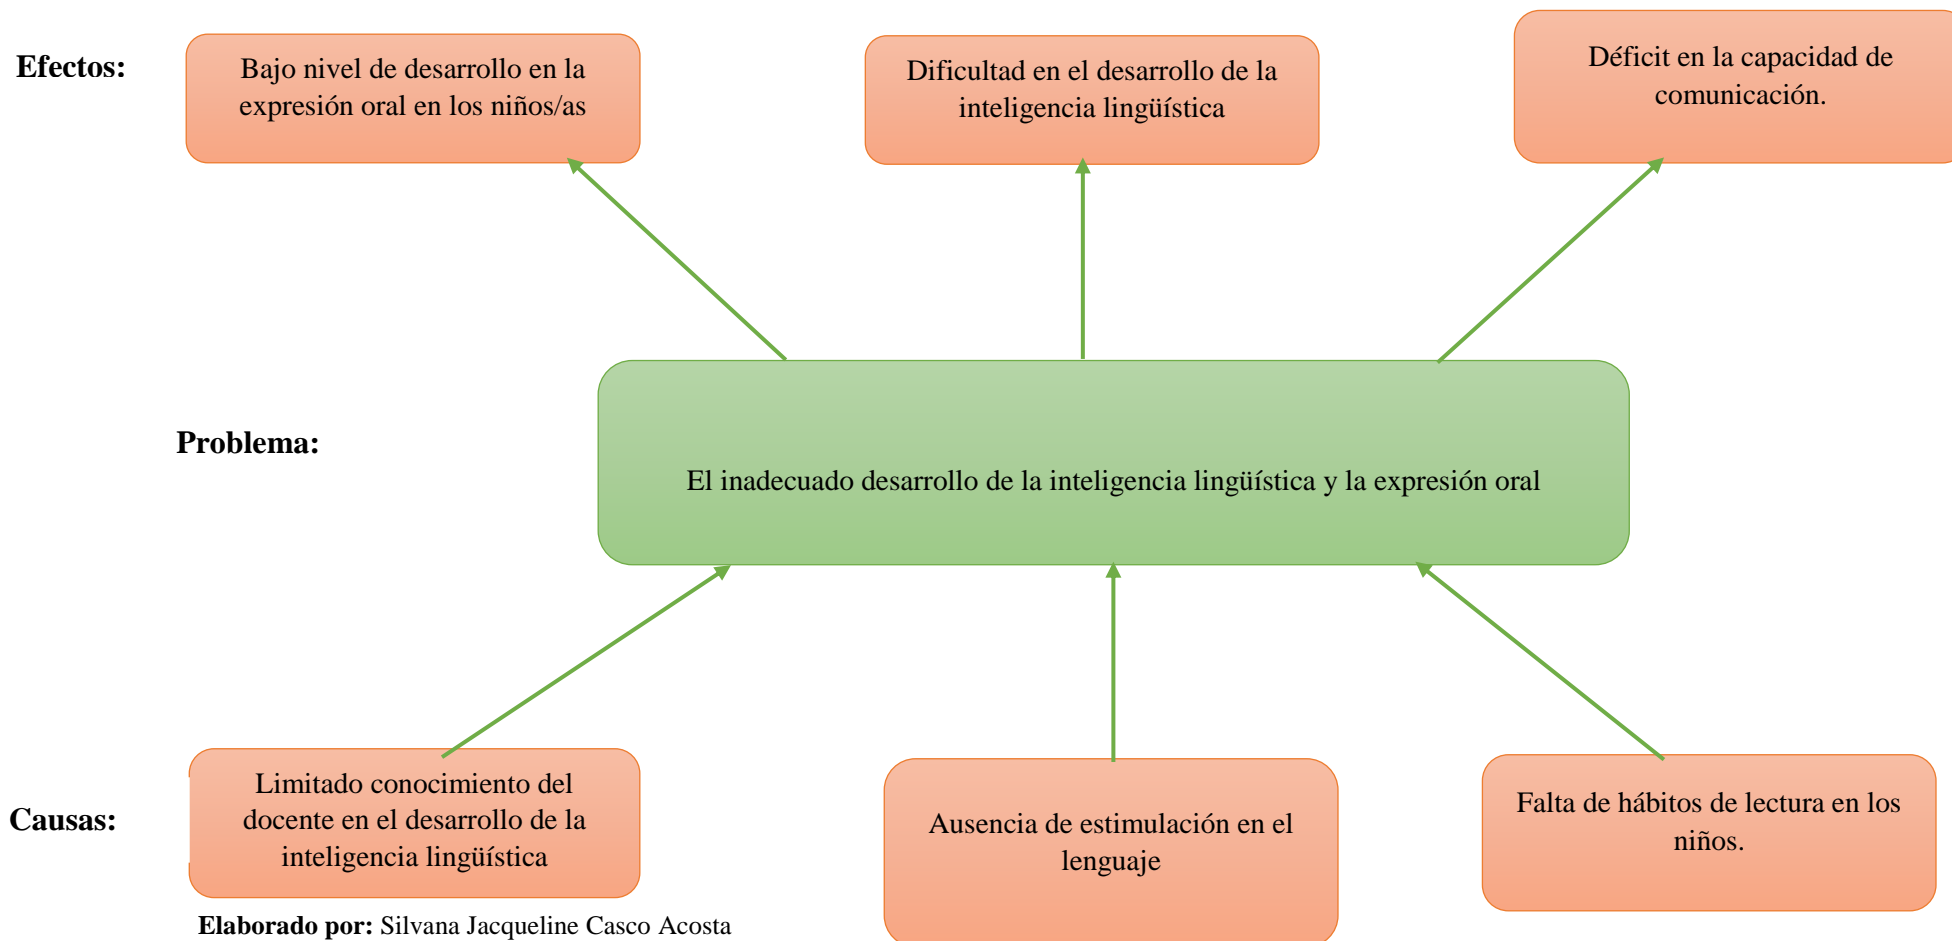 Efectos:
Bajo nivel de desarrollo en la
expresión oral en los niños/as
Dificultad en el desarrollo de la
inteligencia lingüística
Déficit en la capacidad de
comunicación.
Problema:
El inadecuado desarrollo de la inteligencia lingüística y la expresión oral
Causas:
Limitado conocimiento del
docente en el desarrollo de la
inteligencia lingüística
Ausencia de estimulación en el
lenguaje
Falta de hábitos de lectura en los
niños.
Elaborado por: Silvana Jacqueline Casco Acosta